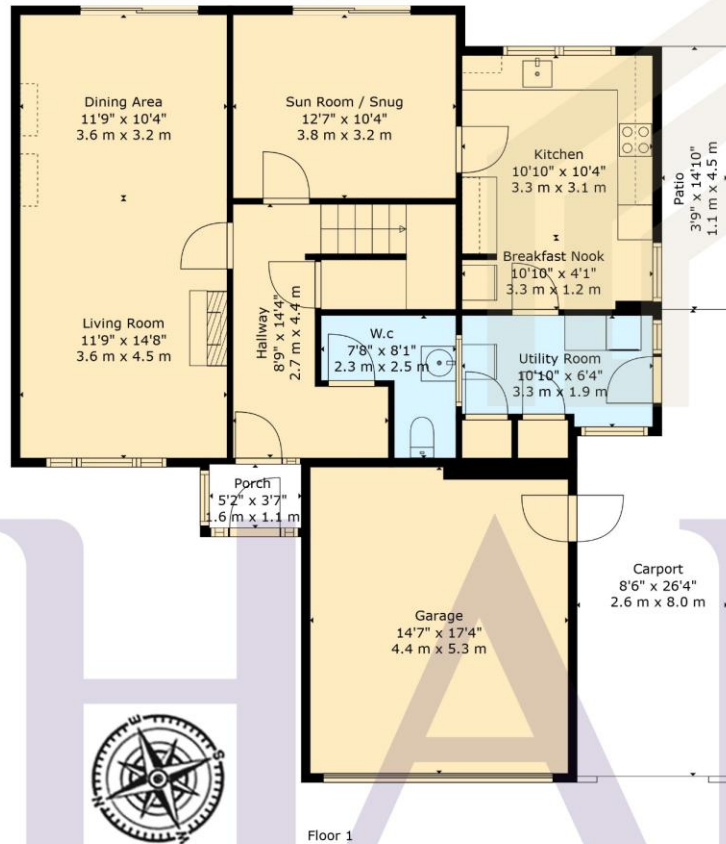 Dining Area
11'9" x 10'4"
3.6 m x 3.2 m
Sun Room / Snug
12'7" x 10'4"
3.8 m x 3.2 m
Kitchen
10'10" x 10'4"
3.3 m x 3.1 m
Patio
3'9" x 14'10"
1.1 m x 4.5 m
Breakfast Nook
10'10" x 4'1"
3.3 m x 1.2 m
Living Room
11'9" x 14'8"
3.6 m x 4.5 m
Hallway
8'9" x 14'4"
2.7 m x 4.4 m
W.c
7'8" x 8'1"
2.3 m x 2.5 m
Utility Room
10'10" x 6'4"
3.3 m x 1.9 m
Porch
5'2" x 3'7"
1.6 m x 1.1 m
Carport
8'6" x 26'4"
2.6 m x 8.0 m
Garage
14'7" x 17'4"
4.4 m x 5.3 m
E
S
N
W
Floor 1
HA